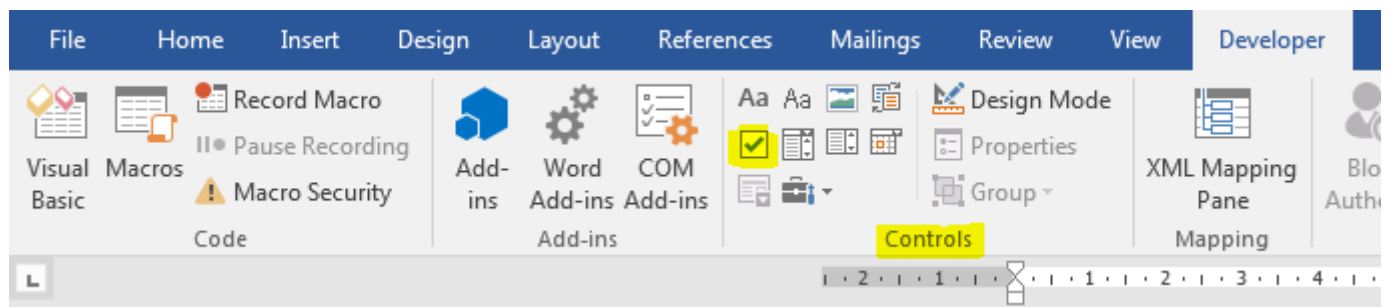 File Home Insert Design Layout References Mailings Review View Developer
Aa Aa
Record Macro
Design Mode
Pause Recording
Properties
Visual Basic
Macros
Macro Security
Add-ins
Word Add-ins
COM Add-ins
Group
XML Mapping Pane
Code Add-ins Controls Mapping
L 2 1 1 2 3 4